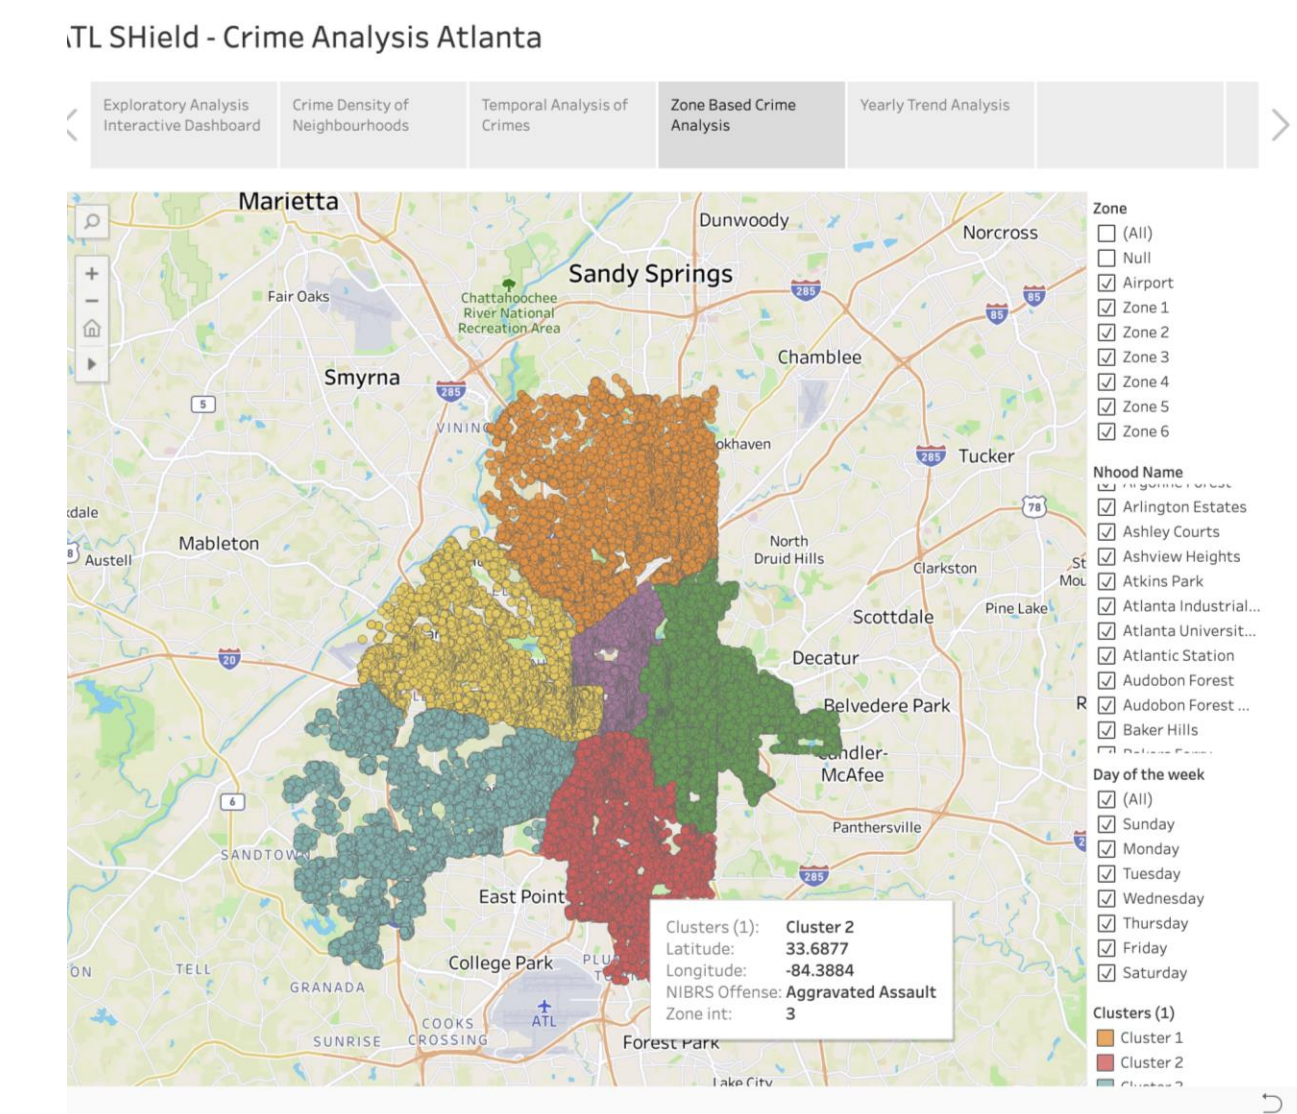 ATL SHield - Crime Analysis Atlanta
Exploratory Analysis
Interactive Dashboard
Crime Density of
Neighbourhoods
Temporal Analysis of
Crimes
Zone Based Crime
Analysis
Yearly Trend Analysis
Marietta
Dunwoody
Norcross
Sandy Springs
Fair Oaks
Chattahoochee
River National
Recreation Area
285
85
85
Chamblee
Smyrna
285
5
VINING
okhaven
285
Tucker
78
dale
Mableton
North
Druid Hills
8
Austell
Clarkston
St
Mou
Pine Lake
Scottdale
20
Decatur
Belvedere Park
R
ndler-
McAfee
6
Panthersville
SANDTOWN
285
East Point
College Park
ON
TELL
GRANADA
ATL
COOKS
CROSSING
SUNRISE
Forest Park
Lake City
Clusters (1): Cluster 2
Latitude: 33.6877
Longitude: -84.3884
NIBRS Offense: Aggravated Assault
Zone int: 3
Zone
(All)
Null
Airport
Zone 1
Zone 2
Zone 3
Zone 4
Zone 5
Zone 6
Nhood Name
Argonne Forest
Arlington Estates
Ashley Courts
Ashview Heights
Atkins Park
Atlanta Industrial...
Atlanta Universit...
Atlantic Station
Audobon Forest
Audobon Forest ...
Baker Hills
Day of the week
(All)
Sunday
Monday
Tuesday
Wednesday
Thursday
Friday
Saturday
Clusters (1)
Cluster 1
Cluster 2